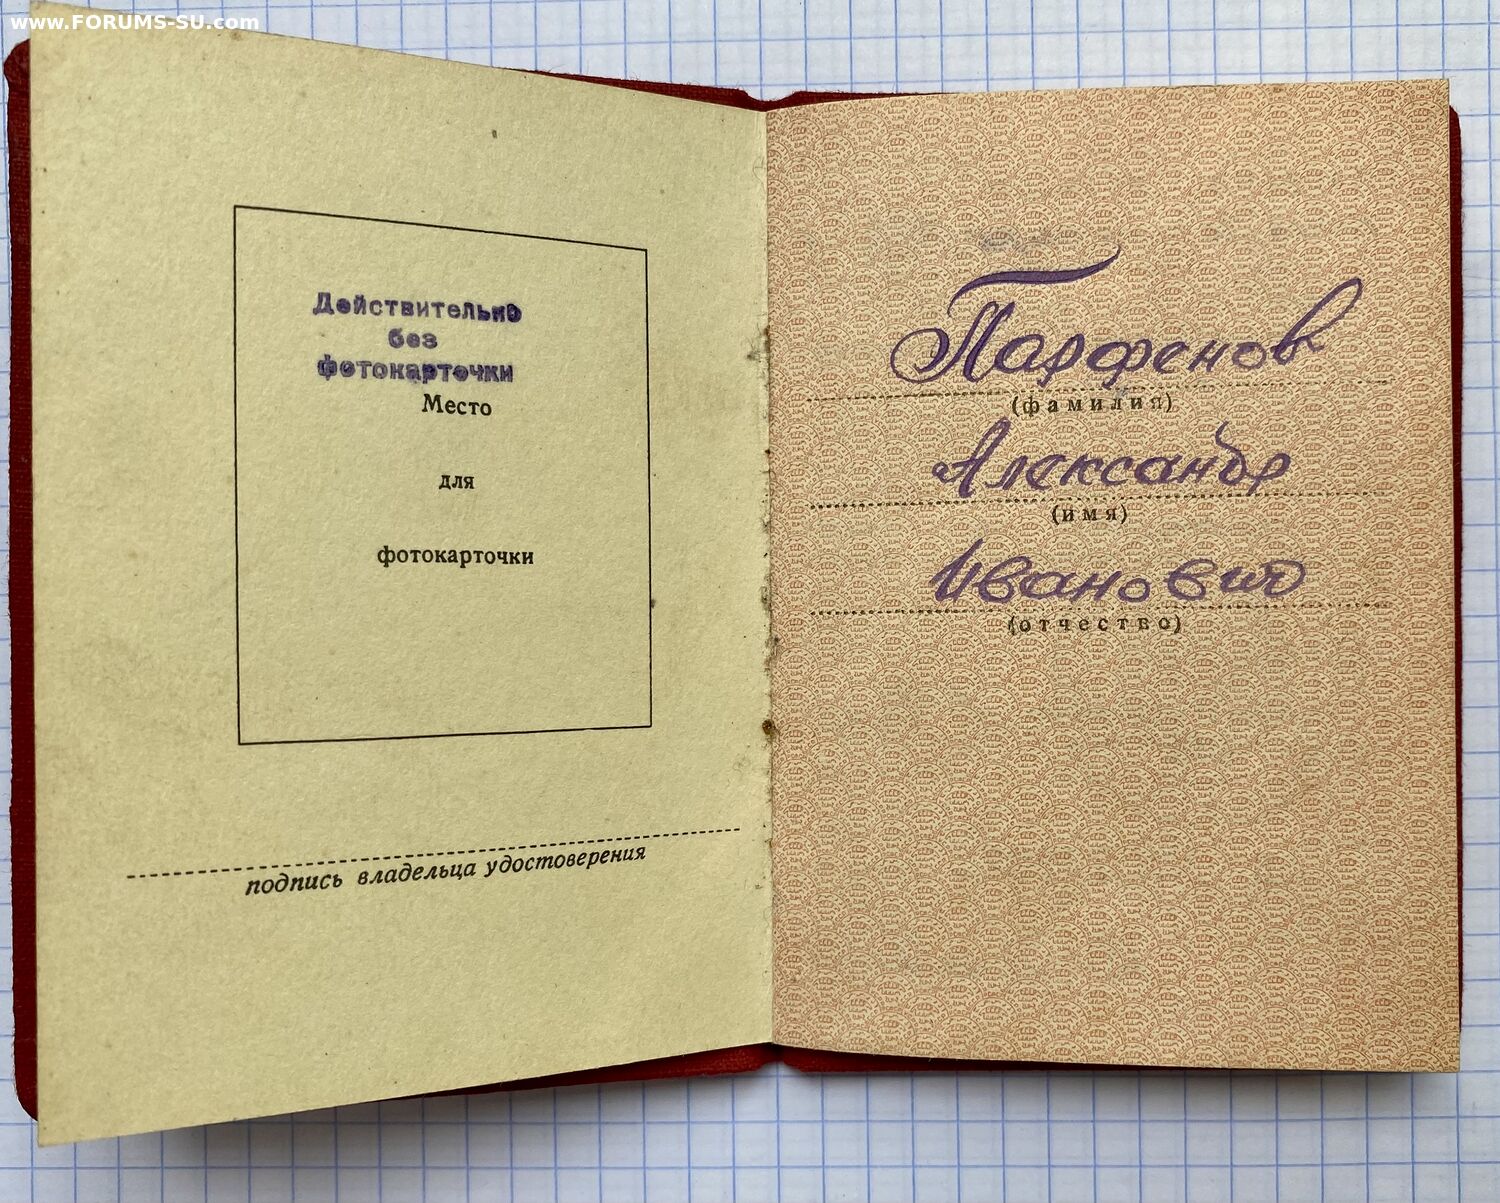 www.FORUMS-SU.com
Действительно
без
фотокарточки
Место
для
фотокарточки
подпись владельца удостоверения
Парфенов
(фамилия)
Александр
(имя)
Иванович
(отчество)